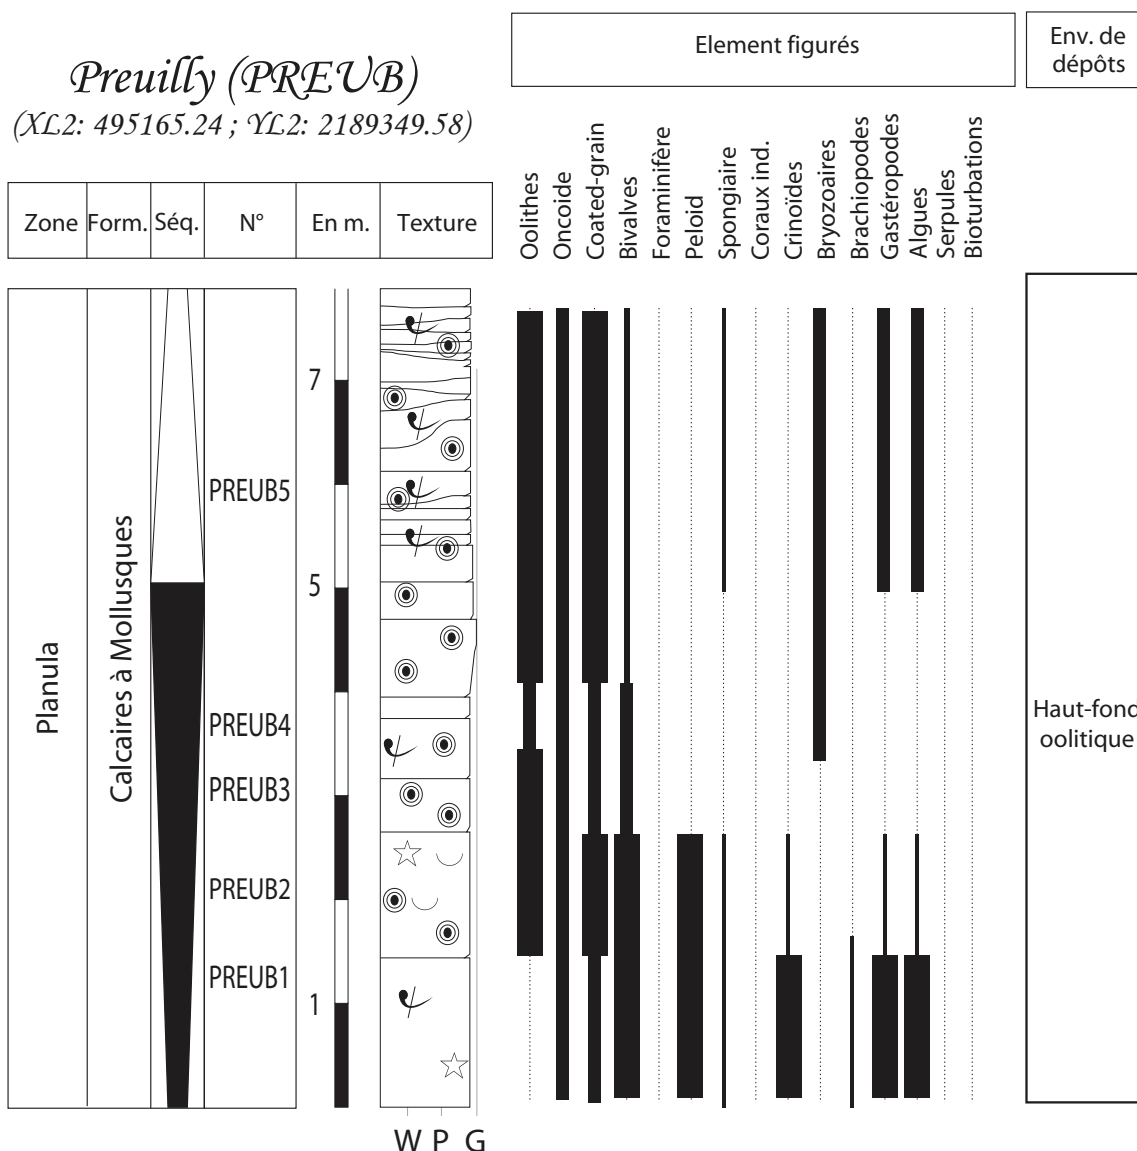 Preuilly (PREUB)
(XL2: 495165.24 ; YL2: 2189349.58)
Element figurés
Env. de
dépôts
Zone
Form.
Séq.
N°
En m.
Texture
Oolithes
Oncoide
Coated-grain
Bivalves
Foraminifère
Peloid
Spongiaire
Coraux ind.
Crinoïdes
Bryozoaires
Brachiopodes
Gastéropodes
Algues
Serpules
Bioturbations
Planula
Calcaires à Mollusques
PREUB5
PREUB4
PREUB3
PREUB2
PREUB1
7
5
1
Haut-fond
oolitique
W P G